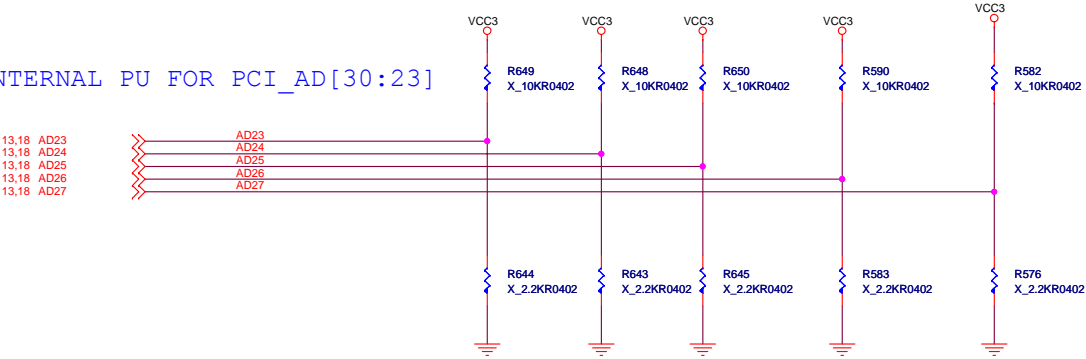 VCC3 VCC3 VCC3 VCC3 VCC3
R649 R648 R650 R590 R582
X_10KR0402 X_10KR0402 X_10KR0402 X_10KR0402 X_10KR0402
NTERNAL PU FOR PCI_AD[30:23]
13,18 AD23 AD23
13,18 AD24 AD24
13,18 AD25 AD25
13,18 AD26 AD26
13,18 AD27 AD27
R644 R643 R645 R583 R576
X_2.2KR0402 X_2.2KR0402 X_2.2KR0402 X_2.2KR0402 X_2.2KR0402